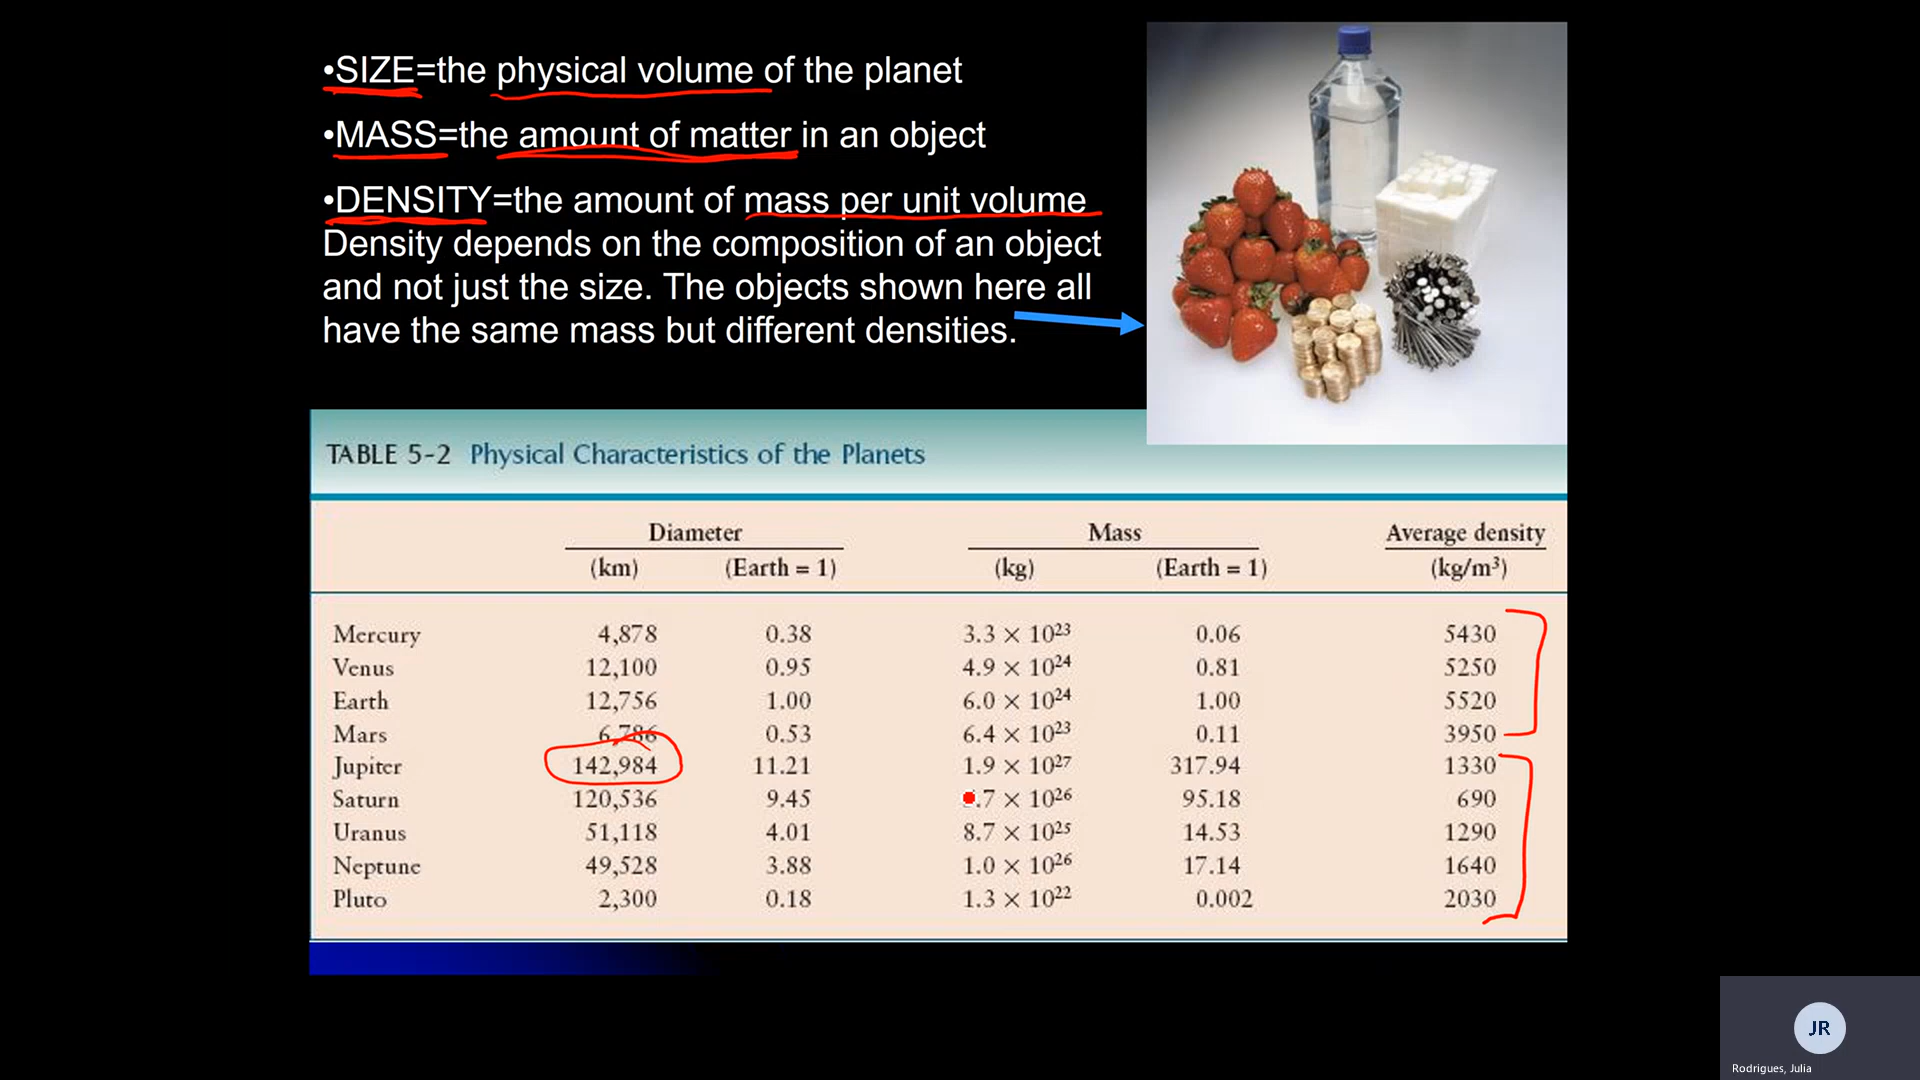 •SIZE=the physical volume of the planet
•MASS=the amount of matter in an object
•DENSITY=the amount of mass per unit volume
Density depends on the composition of an object
and not just the size. The objects shown here all
have the same mass but different densities.
TABLE 5-2 Physical Characteristics of the Planets
Diameter Mass Average density
(km) (Earth = 1) (kg) (Earth = 1) (kg/m³)
Mercury 4,878 0.38 3.3 × 10²³ 0.06 5430
Venus 12,100 0.95 4.9 × 10²⁴ 0.81 5250
Earth 12,756 1.00 6.0 × 10²⁴ 1.00 5520
Mars 6,786 0.53 6.4 × 10²³ 0.11 3950
Jupiter 142,984 11.21 1.9 × 10²⁷ 317.94 1330
Saturn 120,536 9.45 .7 × 10²⁶ 95.18 690
Uranus 51,118 4.01 8.7 × 10²⁵ 14.53 1290
Neptune 49,528 3.88 1.0 × 10²⁶ 17.14 1640
Pluto 2,300 0.18 1.3 × 10²² 0.002 2030
JR
Rodrigues, Julia